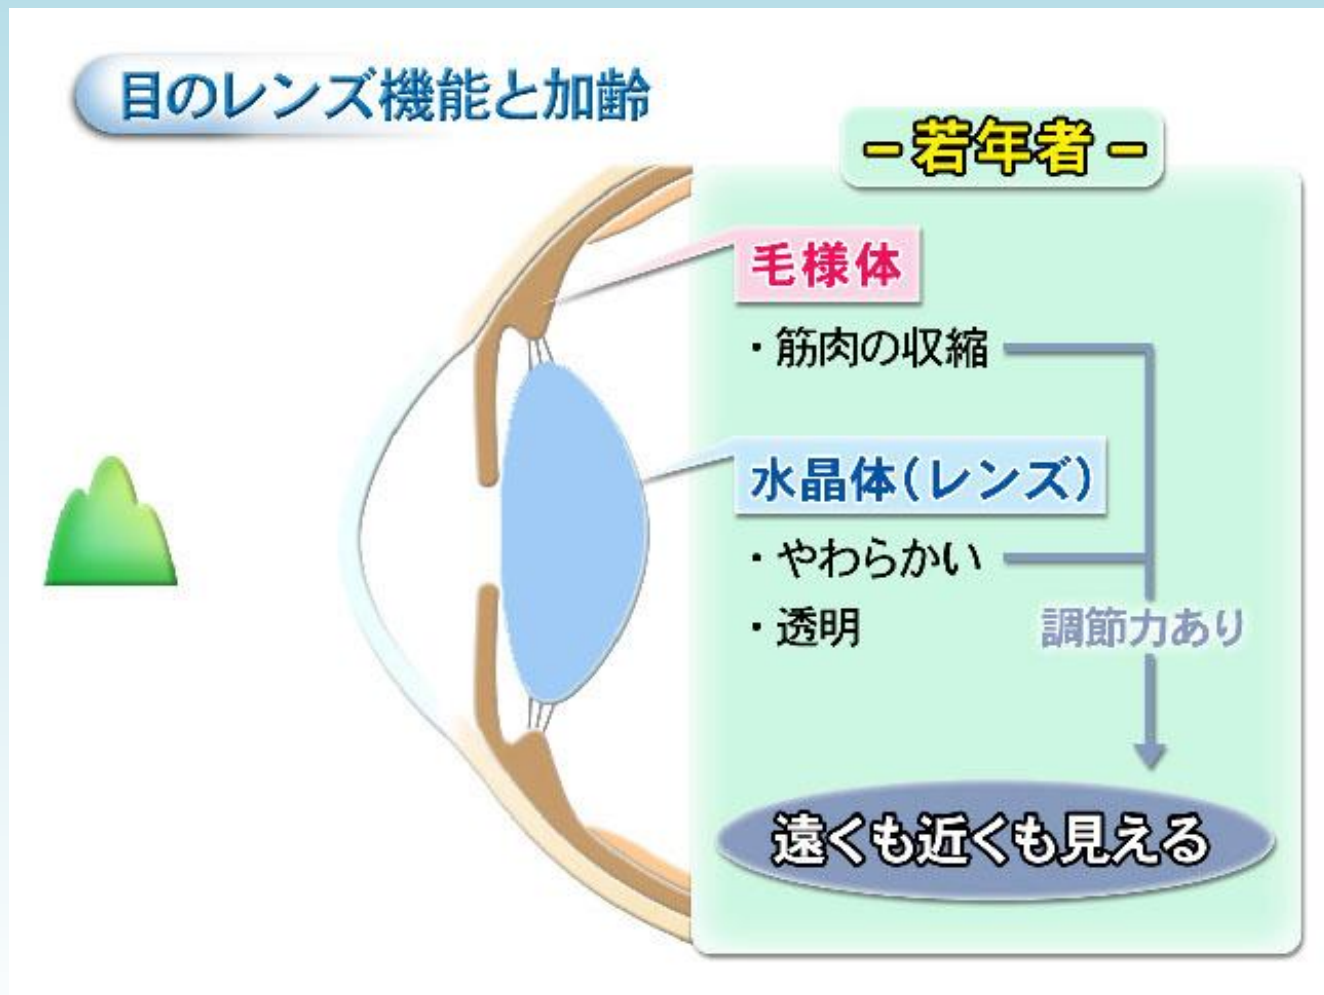 目のレンズ機能と加齢
－若年者－
毛様体
・筋肉の収縮
水晶体(レンズ)
・やわらかい
・透明
調節力あり
遠くも近くも見える